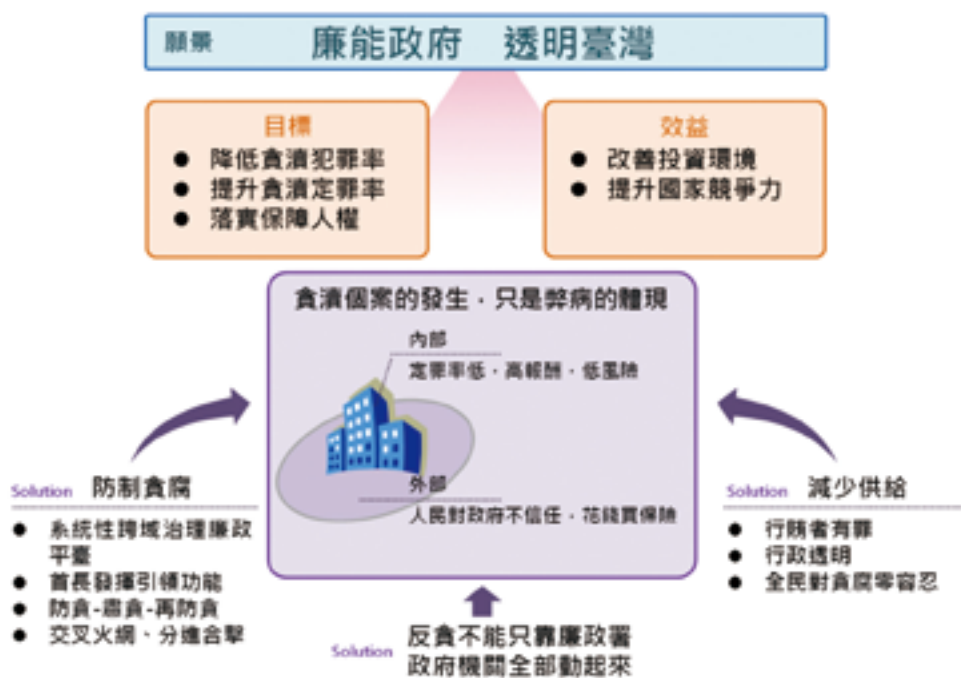 願景 廉能政府 透明臺灣
目標
● 降低貪瀆犯罪率
● 提升貪瀆定罪率
● 落實保障人權
效益
● 改善投資環境
● 提升國家競爭力
貪瀆個案的發生，只是弊病的體現
內部
定罪率低，高報酬，低風險
外部
人民對政府不信任，花錢買保險
Solution 防制貪腐
● 系統性跨域治理廉政
平臺
● 首長發揮引領功能
● 防貪-肅貪-再防貪
● 交叉火網、分進合擊
Solution 減少供給
● 行賄者有罪
● 行政透明
● 全民對貪腐零容忍
Solution 反貪不能只靠廉政署
政府機關全部動起來